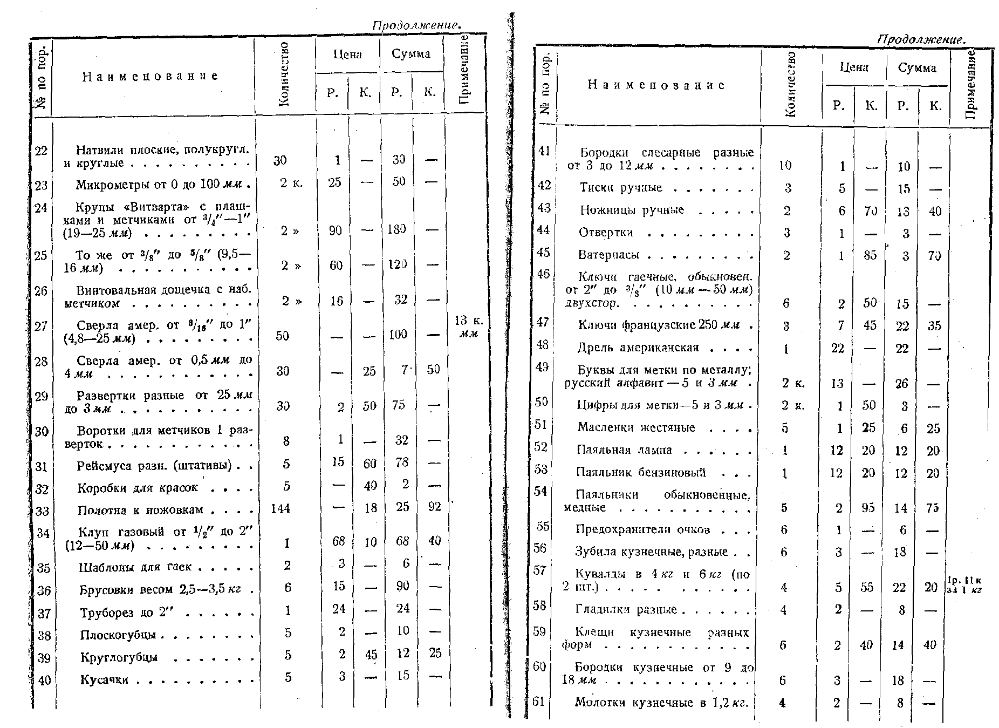 Продолжение.
№ по пор. Наименование Количество Цена Сумма Примечание
Р. К. Р. К.
22 Натвили плоские, полукругл.
и круглые . . . . . . . . . . 30 1 — 30 —
23 Микрометры от 0 до 100 мм . 2 к. 25 — 50 —
24 Крупы «Витварта» с плаш-
ками и метчиками от 3/4″—1″
(19—25 мм) . . . . . . . . . 2 » 90 — 180 —
25 То же от 3/8″ до 5/8″ (9,5—
16 мм) . . . . . . . . . . . 2 » 60 — 120 —
26 Винтовальная дощечка с наб.
метчиком . . . . . . . . . . 2 » 16 — 32 —
27 Сверла амер. от 3/16″ до 1″ 13 к.
(4,8—25 мм) . . . . . . . . . 50 — — 100 — мм
28 Сверла амер. от 0,5 мм до
4 мм . . . . . . . . . . . . 30 — 25 7 50
29 Развертки разные от 25 мм
до 3 мм . . . . . . . . . . . 30 2 50 75 —
30 Воротки для метчиков 1 раз-
верток . . . . . . . . . . . . 8 1 — 32 —
31 Рейсмуса разн. (штативы) . . 5 15 60 78 —
32 Коробки для красок . . . . 5 — 40 2 —
33 Полотна к ножовкам . . . . 144 — 18 25 92
34 Клуп газовый от 1/2″ до 2″
(12—50 мм) . . . . . . . . . 1 68 10 68 40
35 Шаблоны для гаек . . . . . 2 3 — 6 —
36 Брусовки весом 2,5—3,5 кг . 6 15 — 90 —
37 Труборез до 2″ . . . . . . 1 24 — 24 —
38 Плоскогубцы . . . . . . . . 5 2 — 10 —
39 Круглогубцы . . . . . . . 5 2 45 12 25
40 Кусачки . . . . . . . . . . 5 3 — 15 —
Продолжение.
№ по пор. Наименование Количество Цена Сумма Примечание
Р. К. Р. К.
41 Бородки слесарные разные
от 3 до 12 мм . . . . . . . . 10 1 — 10 —
42 Тиски ручные . . . . . . . 3 5 — 15 —
43 Ножницы ручные . . . . . 2 6 70 13 40
44 Отвертки . . . . . . . . . 3 1 — 3 —
45 Ватерпасы . . . . . . . . . 2 1 85 3 70
46 Ключи гаечные, обыкновен.
от 2″ до 3/8″ (10 мм — 50 мм)
двухстор. . . . . . . . . . . 6 2 50 15 —
47 Ключи французские 250 мм . 3 7 45 22 35
48 Дрель американская . . . . 1 22 — 22 —
49 Буквы для метки по металлу;
русский алфавит — 5 и 3 мм . 2 к. 13 — 26 —
50 Цифры для метки—5 и 3 мм . 2 к. 1 50 3 —
51 Масленки жестяные . . . . 5 1 25 6 25
52 Паяльная лампа . . . . . . 1 12 20 12 20
53 Паяльник бензиновый . . . 1 12 20 12 20
54 Паяльники обыкновенные,
медные . . . . . . . . . . . 5 2 95 14 75
55 Предохранители очков . . . 6 1 — 6 —
56 Зубила кузнечные, разные . . 6 3 — 18 —
57 Кувалды в 4 кг и 6 кг (по 1р. 11 к
2 шт.) . . . . . . . . . . . 4 5 55 22 20 за 1 кг
58 Гладилки разные . . . . . . 4 2 — 8 —
59 Клещи кузнечные разных
форм . . . . . . . . . . . . 6 2 40 14 40
60 Бородки кузнечные от 9 до
18 мм . . . . . . . . . . . . 6 3 — 18 —
61 Молотки кузнечные в 1,2 кг. 4 2 — 8 —